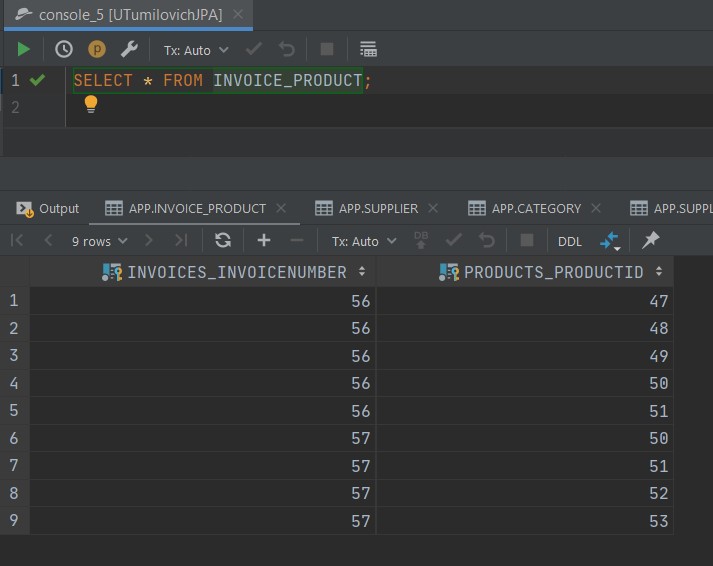 console_5 [UTumilovichJPA]
Tx: Auto
1 SELECT * FROM INVOICE_PRODUCT;
2
Output APP.INVOICE_PRODUCT APP.SUPPLIER APP.CATEGORY APP.SUPPL
9 rows Tx: Auto DB DDL
INVOICES_INVOICENUMBER PRODUCTS_PRODUCTID
1 56 47
2 56 48
3 56 49
4 56 50
5 56 51
6 57 50
7 57 51
8 57 52
9 57 53